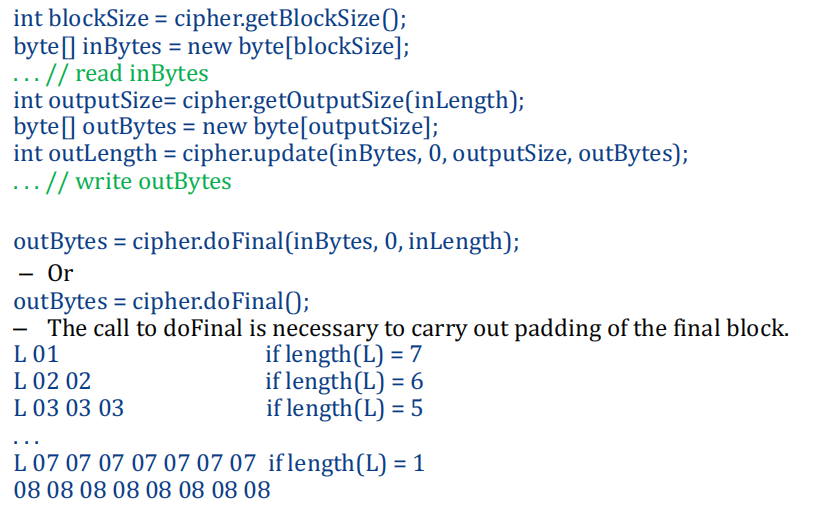 int blockSize = cipher.getBlockSize();
byte[] inBytes = new byte[blockSize];
. . . // read inBytes
int outputSize= cipher.getOutputSize(inLength);
byte[] outBytes = new byte[outputSize];
int outLength = cipher.update(inBytes, 0, outputSize, outBytes);
. . . // write outBytes
outBytes = cipher.doFinal(inBytes, 0, inLength);
– Or
outBytes = cipher.doFinal();
– The call to doFinal is necessary to carry out padding of the final block.
L 01 if length(L) = 7
L 02 02 if length(L) = 6
L 03 03 03 if length(L) = 5
. . .
L 07 07 07 07 07 07 07 if length(L) = 1
08 08 08 08 08 08 08 08